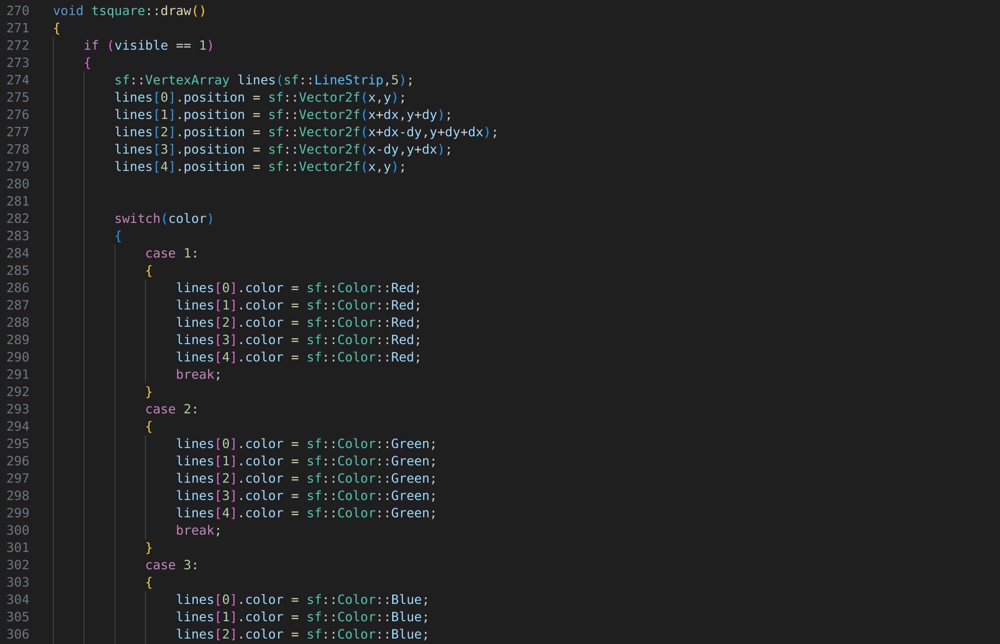 270 void tsquare::draw()
271 {
272 if (visible == 1)
273 {
274 sf::VertexArray lines(sf::LineStrip,5);
275 lines[0].position = sf::Vector2f(x,y);
276 lines[1].position = sf::Vector2f(x+dx,y+dy);
277 lines[2].position = sf::Vector2f(x+dx-dy,y+dy+dx);
278 lines[3].position = sf::Vector2f(x-dy,y+dx);
279 lines[4].position = sf::Vector2f(x,y);
280
281
282 switch(color)
283 {
284 case 1:
285 {
286 lines[0].color = sf::Color::Red;
287 lines[1].color = sf::Color::Red;
288 lines[2].color = sf::Color::Red;
289 lines[3].color = sf::Color::Red;
290 lines[4].color = sf::Color::Red;
291 break;
292 }
293 case 2:
294 {
295 lines[0].color = sf::Color::Green;
296 lines[1].color = sf::Color::Green;
297 lines[2].color = sf::Color::Green;
298 lines[3].color = sf::Color::Green;
299 lines[4].color = sf::Color::Green;
300 break;
301 }
302 case 3:
303 {
304 lines[0].color = sf::Color::Blue;
305 lines[1].color = sf::Color::Blue;
306 lines[2].color = sf::Color::Blue;